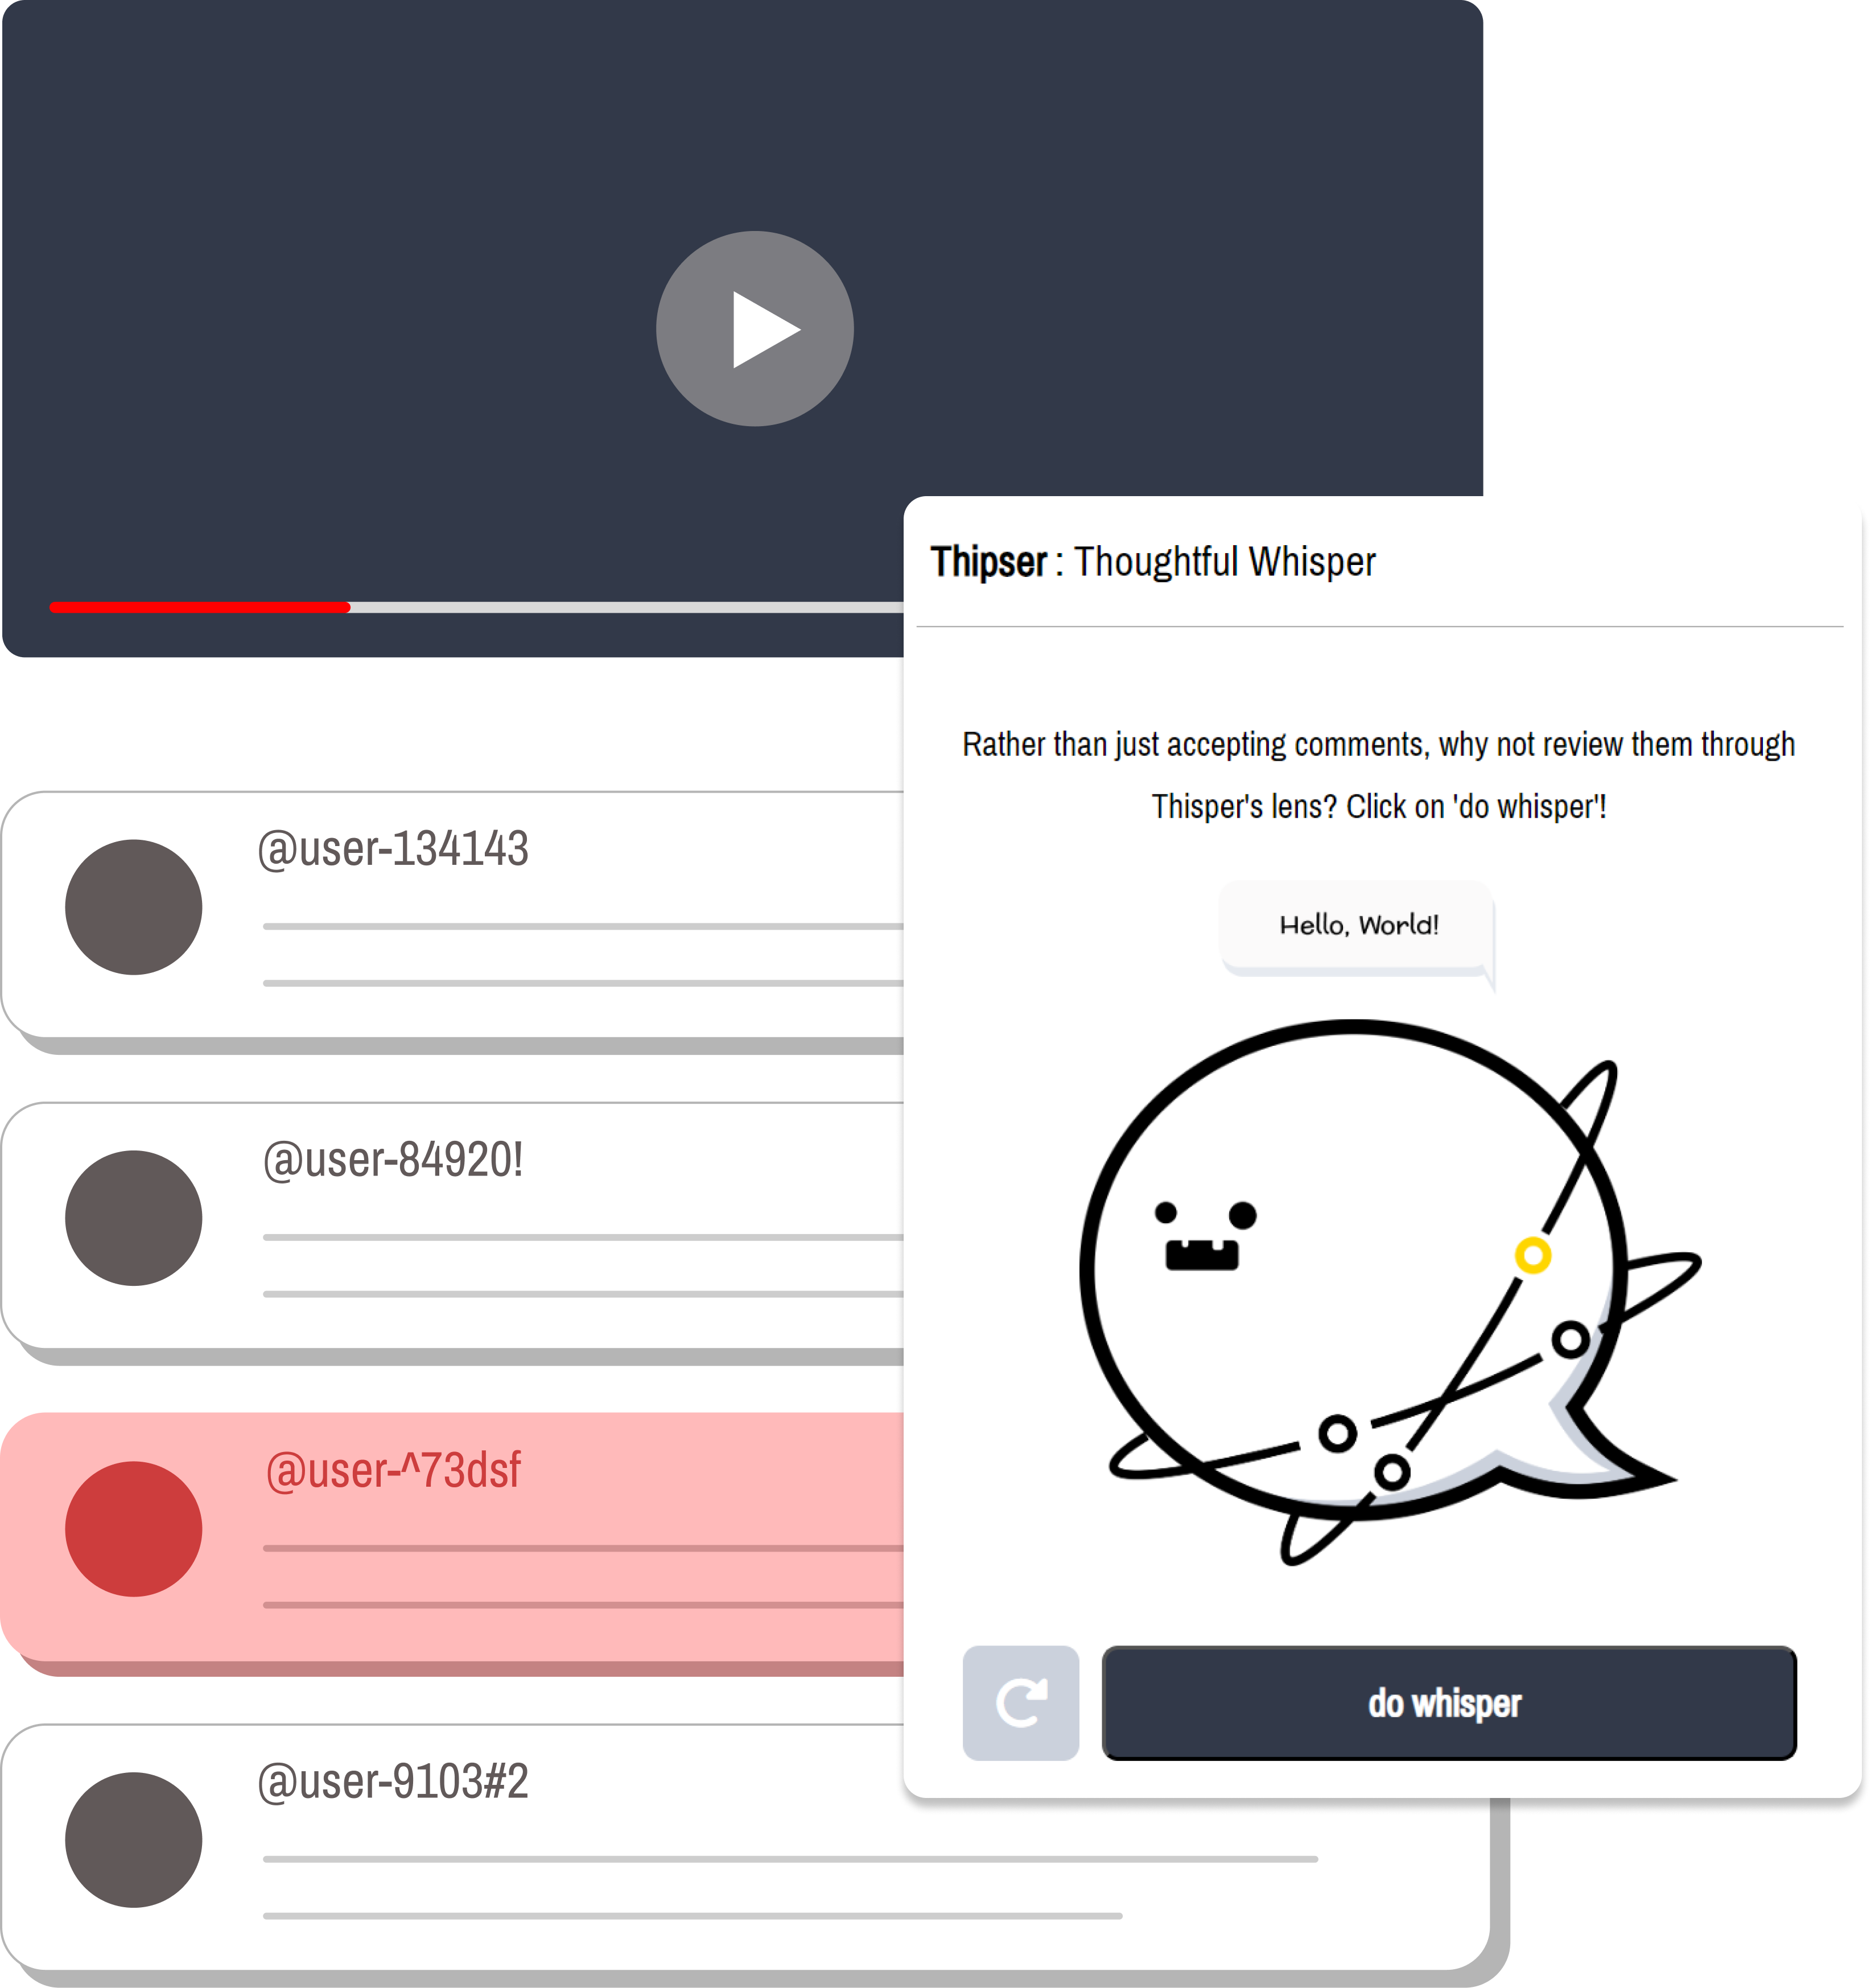 Thipser : Thoughtful Whisper
Rather than just accepting comments, why not review them through
Thisper's lens? Click on 'do whisper'!
Hello, World!
do whisper
@user-134143
@user-84920!
@user-^73dsf
@user-9103#2